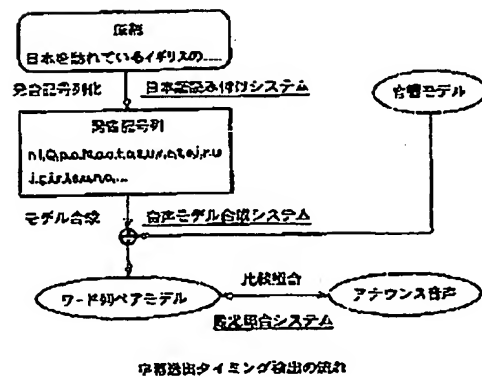 原稿
日本を訪れているイギリスの......
発音記号列化
日本語読み付けシステム
音響モデル
発音記号列
モデル合成
音声モデル合成システム
比較照合
ワード列ペアモデル
アナウンス音声
最尤照合システム
字幕送出タイミング検出の流れ